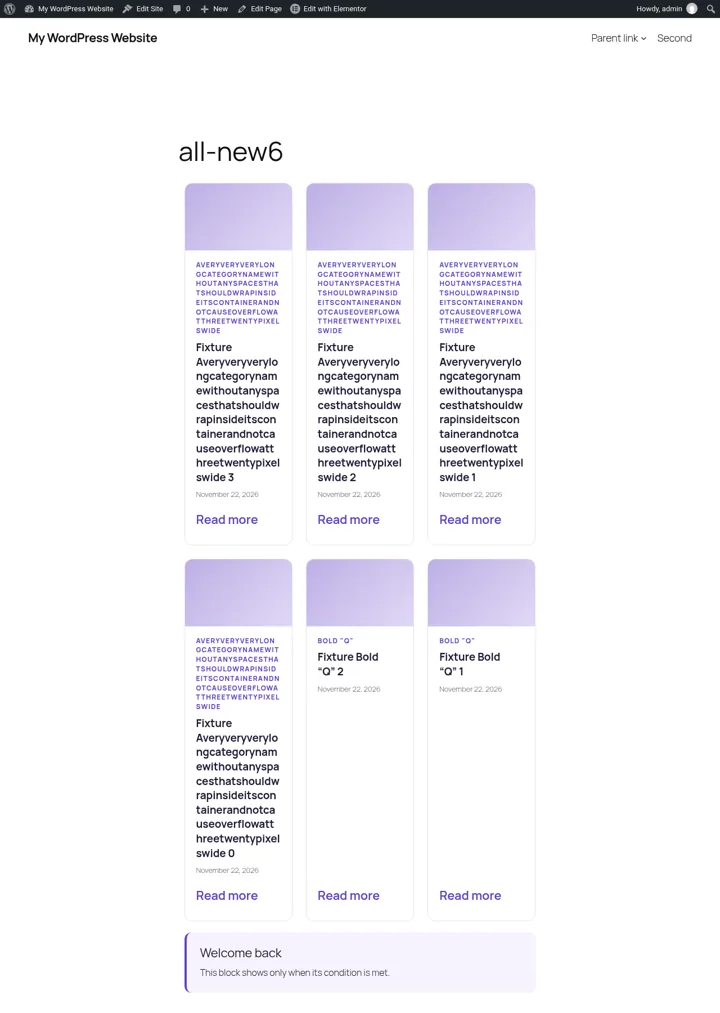 My WordPress Website Edit Site 0 New Edit Page Edit with Elementor Howdy, admin
My WordPress Website Parent link Second
all-new6
AVERYVERYVERYLON
GCATEGORYNAMEWIT
HOUTANYSPACESTHA
TSHOULDWRAPINSID
EITSCONTAINERANDN
OTCAUSEOVERFLOWA
TTHREETWENTYPIXEL
SWIDE
Fixture
Averyveryverylo
ngcategorynam
ewithoutanyspa
cesthatshouldw
rapinsideitscon
tainerandnotca
useoverflowatt
hreetwentypixel
swide 3
November 22, 2026
Read more
AVERYVERYVERYLON
GCATEGORYNAMEWIT
HOUTANYSPACESTHA
TSHOULDWRAPINSID
EITSCONTAINERANDN
OTCAUSEOVERFLOWA
TTHREETWENTYPIXEL
SWIDE
Fixture
Averyveryverylo
ngcategorynam
ewithoutanyspa
cesthatshouldw
rapinsideitscon
tainerandnotca
useoverflowatt
hreetwentypixel
swide 2
November 22, 2026
Read more
AVERYVERYVERYLON
GCATEGORYNAMEWIT
HOUTANYSPACESTHA
TSHOULDWRAPINSID
EITSCONTAINERANDN
OTCAUSEOVERFLOWA
TTHREETWENTYPIXEL
SWIDE
Fixture
Averyveryverylo
ngcategorynam
ewithoutanyspa
cesthatshouldw
rapinsideitscon
tainerandnotca
useoverflowatt
hreetwentypixel
swide 1
November 22, 2026
Read more
AVERYVERYVERYLON
GCATEGORYNAMEWIT
HOUTANYSPACESTHA
TSHOULDWRAPINSID
EITSCONTAINERANDN
OTCAUSEOVERFLOWA
TTHREETWENTYPIXEL
SWIDE
Fixture
Averyveryverylo
ngcategorynam
ewithoutanyspa
cesthatshouldw
rapinsideitscon
tainerandnotca
useoverflowatt
hreetwentypixel
swide 0
November 22, 2026
Read more
BOLD "Q"
Fixture Bold
“Q” 2
November 22, 2026
Read more
BOLD "Q"
Fixture Bold
“Q” 1
November 22, 2026
Read more
Welcome back
This block shows only when its condition is met.